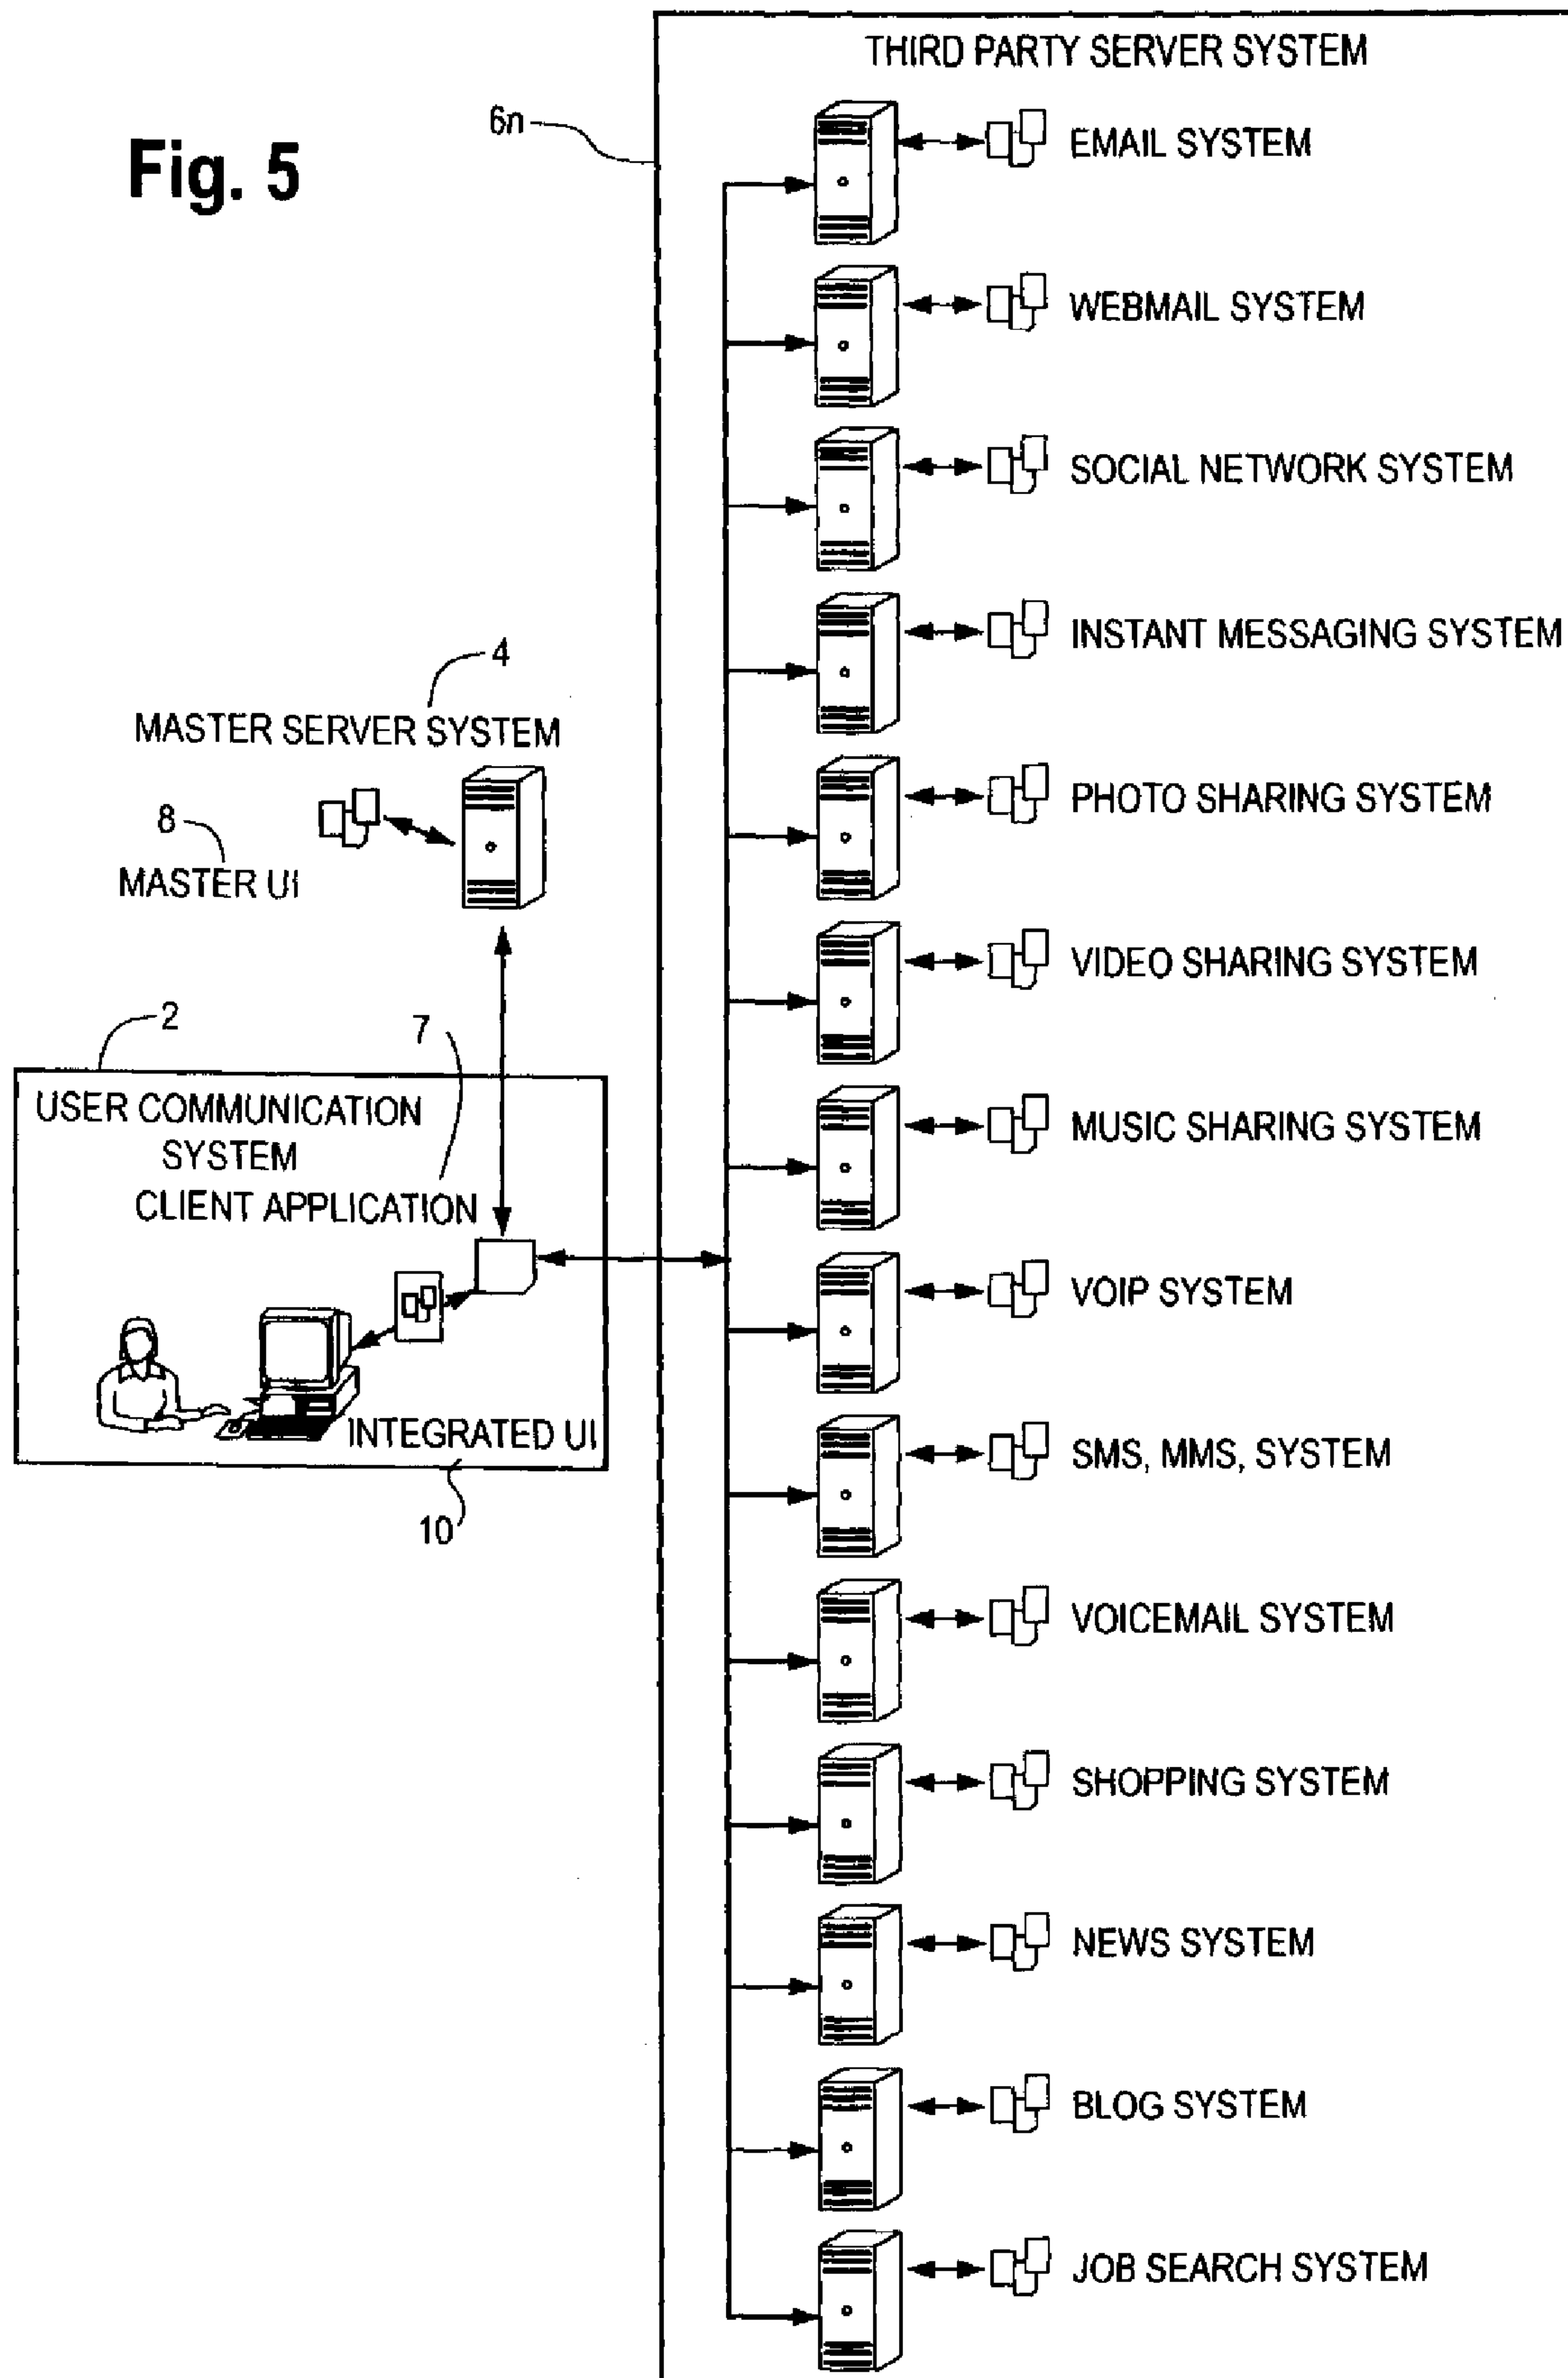 Fig. 5
THIRD PARTY SERVER SYSTEM
6n
EMAIL SYSTEM
WEBMAIL SYSTEM
SOCIAL NETWORK SYSTEM
INSTANT MESSAGING SYSTEM
4
MASTER SERVER SYSTEM
8
MASTER UI
PHOTO SHARING SYSTEM
VIDEO SHARING SYSTEM
2
7
USER COMMUNICATION
SYSTEM
CLIENT APPLICATION
INTEGRATED UI
10
MUSIC SHARING SYSTEM
VOIP SYSTEM
SMS, MMS, SYSTEM
VOICEMAIL SYSTEM
SHOPPING SYSTEM
NEWS SYSTEM
BLOG SYSTEM
JOB SEARCH SYSTEM